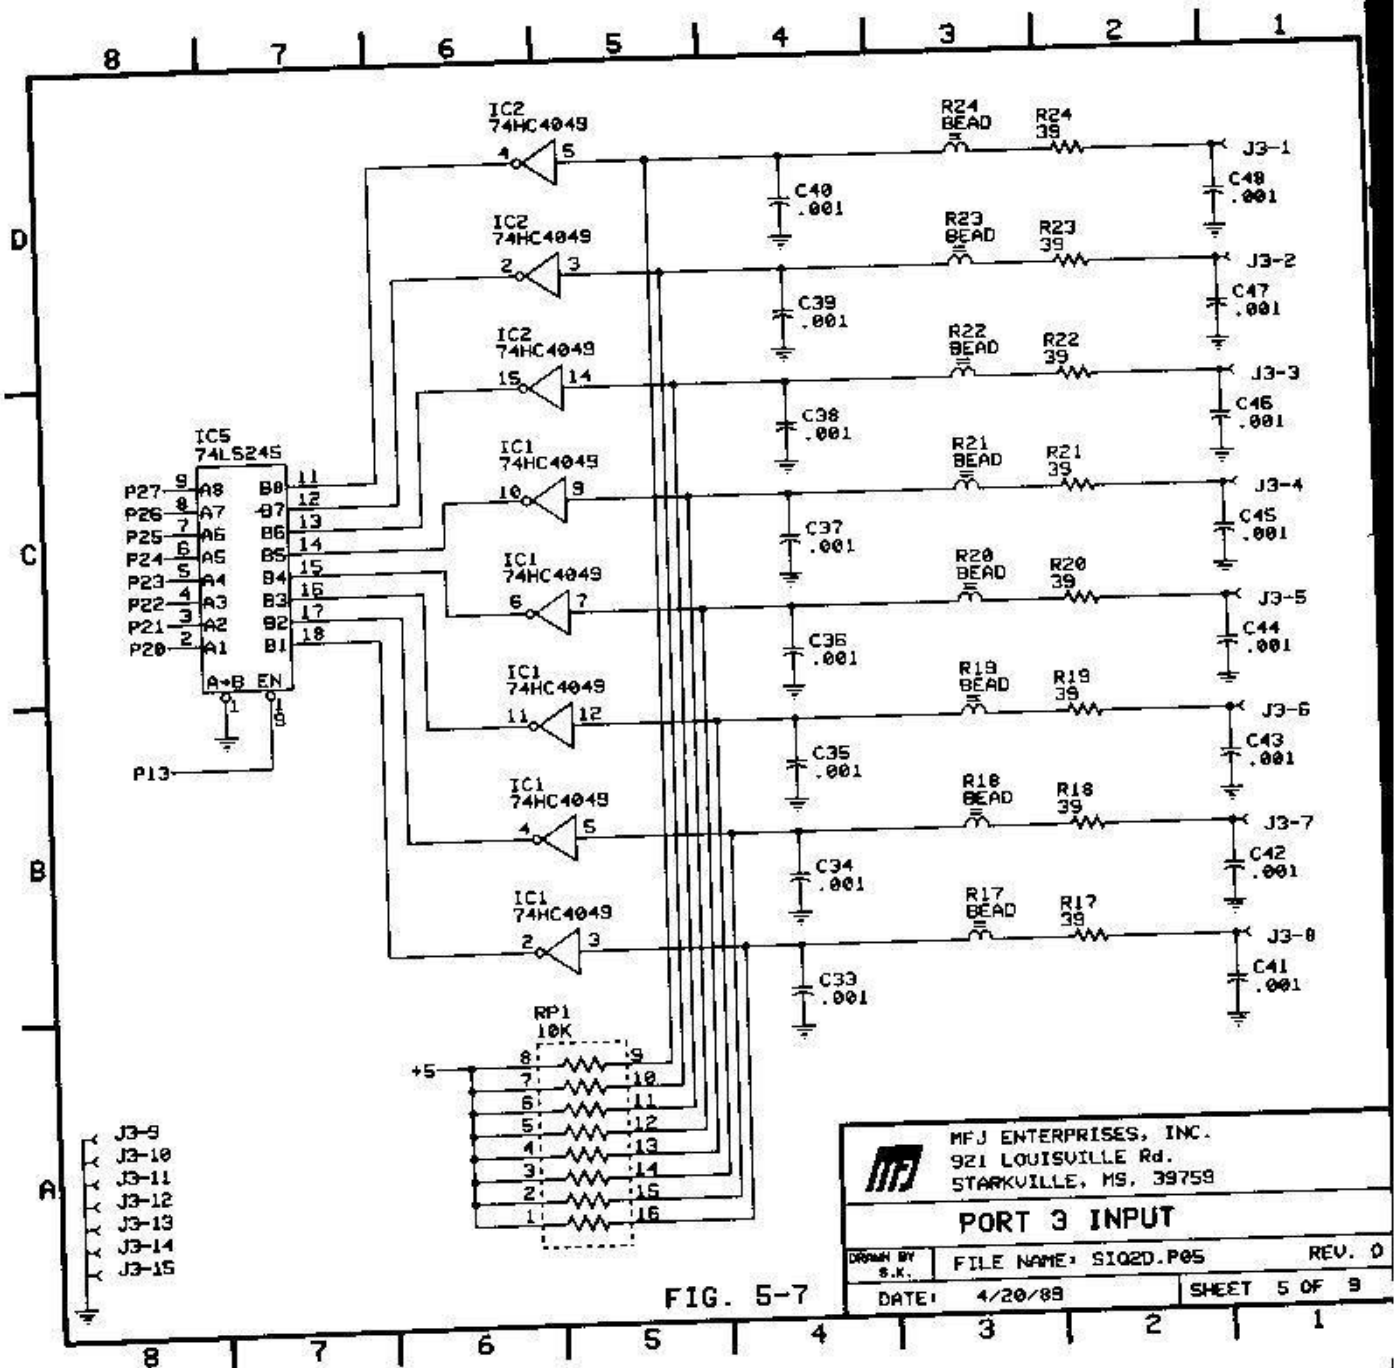 8 7 6 5 4 3 2 1
IC2
74HC4049
4 5
R24
BEAD
R24
39
J3-1
C40
.001
C48
.001
D
IC2
74HC4049
2 3
R23
BEAD
R23
39
J3-2
C39
.001
C47
.001
IC2
74HC4049
15 14
R22
BEAD
R22
39
J3-3
C38
.001
C46
.001
IC5
74LS245
P27 9 A8 B8 11
P26 8 A7 B7 12
P25 7 A6 B6 13
P24 6 A5 B5 14
P23 5 A4 B4 15
P22 4 A3 B3 16
P21 3 A2 B2 17
P20 2 A1 B1 18
A→B EN
1 19
P13
IC1
74HC4049
10 9
R21
BEAD
R21
39
J3-4
C37
.001
C45
.001
C
IC1
74HC4049
6 7
R20
BEAD
R20
39
J3-5
C36
.001
C44
.001
IC1
74HC4049
11 12
R19
BEAD
R19
39
J3-6
C35
.001
C43
.001
IC1
74HC4049
4 5
R18
BEAD
R18
39
J3-7
C34
.001
C42
.001
B
IC1
74HC4049
2 3
R17
BEAD
R17
39
J3-8
C33
.001
C41
.001
RP1
10K
+5 8 9
7 10
6 11
5 12
4 13
3 14
2 15
1 16
A
J3-9
J3-10
J3-11
J3-12
J3-13
J3-14
J3-15
FIG. 5-7
MFJ
MFJ ENTERPRISES, INC.
921 LOUISVILLE Rd.
STARKVILLE, MS. 39759
PORT 3 INPUT
DRAWN BY
S.K.
FILE NAME: SIO2D.P05 REV. D
DATE: 4/20/89 SHEET 5 OF 9
8 7 6 5 4 3 2 1